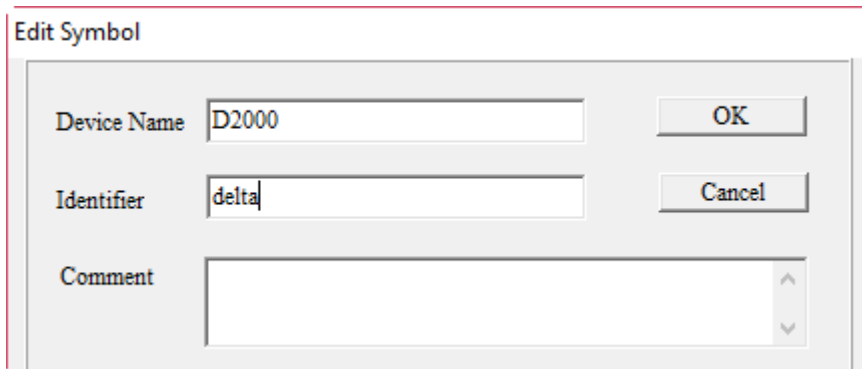 Edit Symbol
Device Name D2000 OK
Identifier delta Cancel
Comment